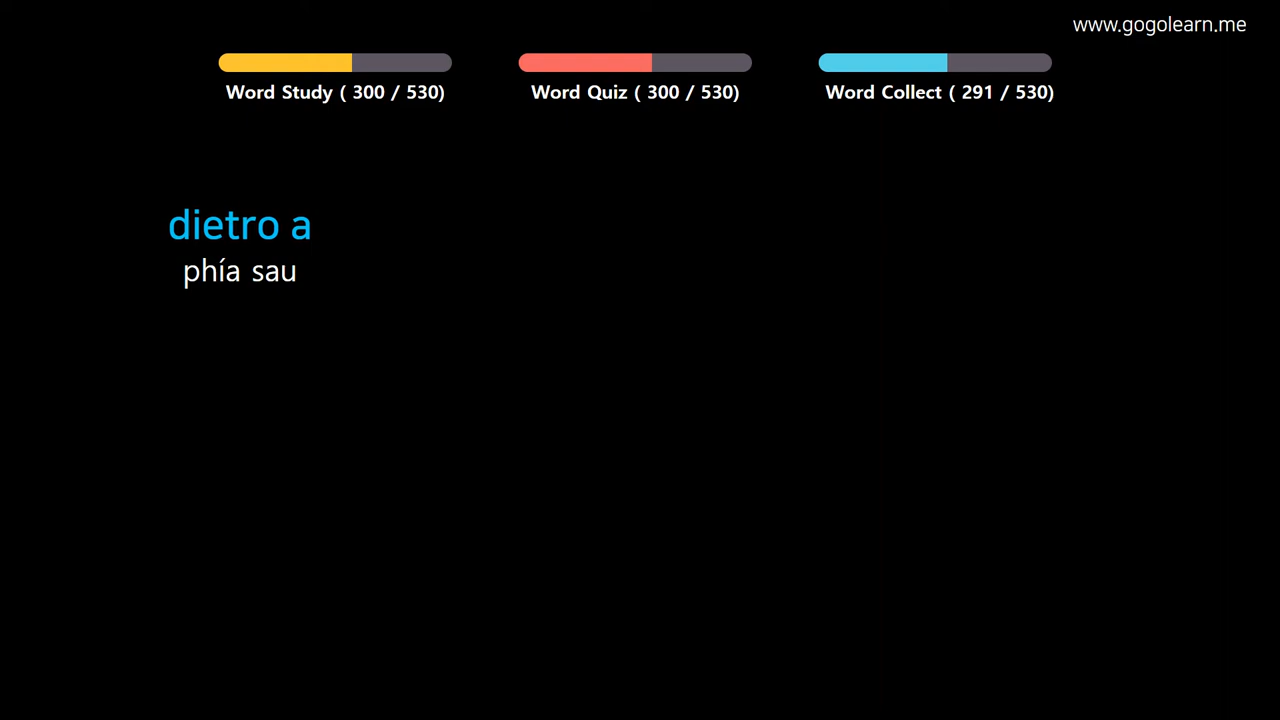 www.gogolearn.me
Word Study ( 300 / 530)
Word Quiz ( 300 / 530)
Word Collect ( 291 / 530)
dietro a
phía sau